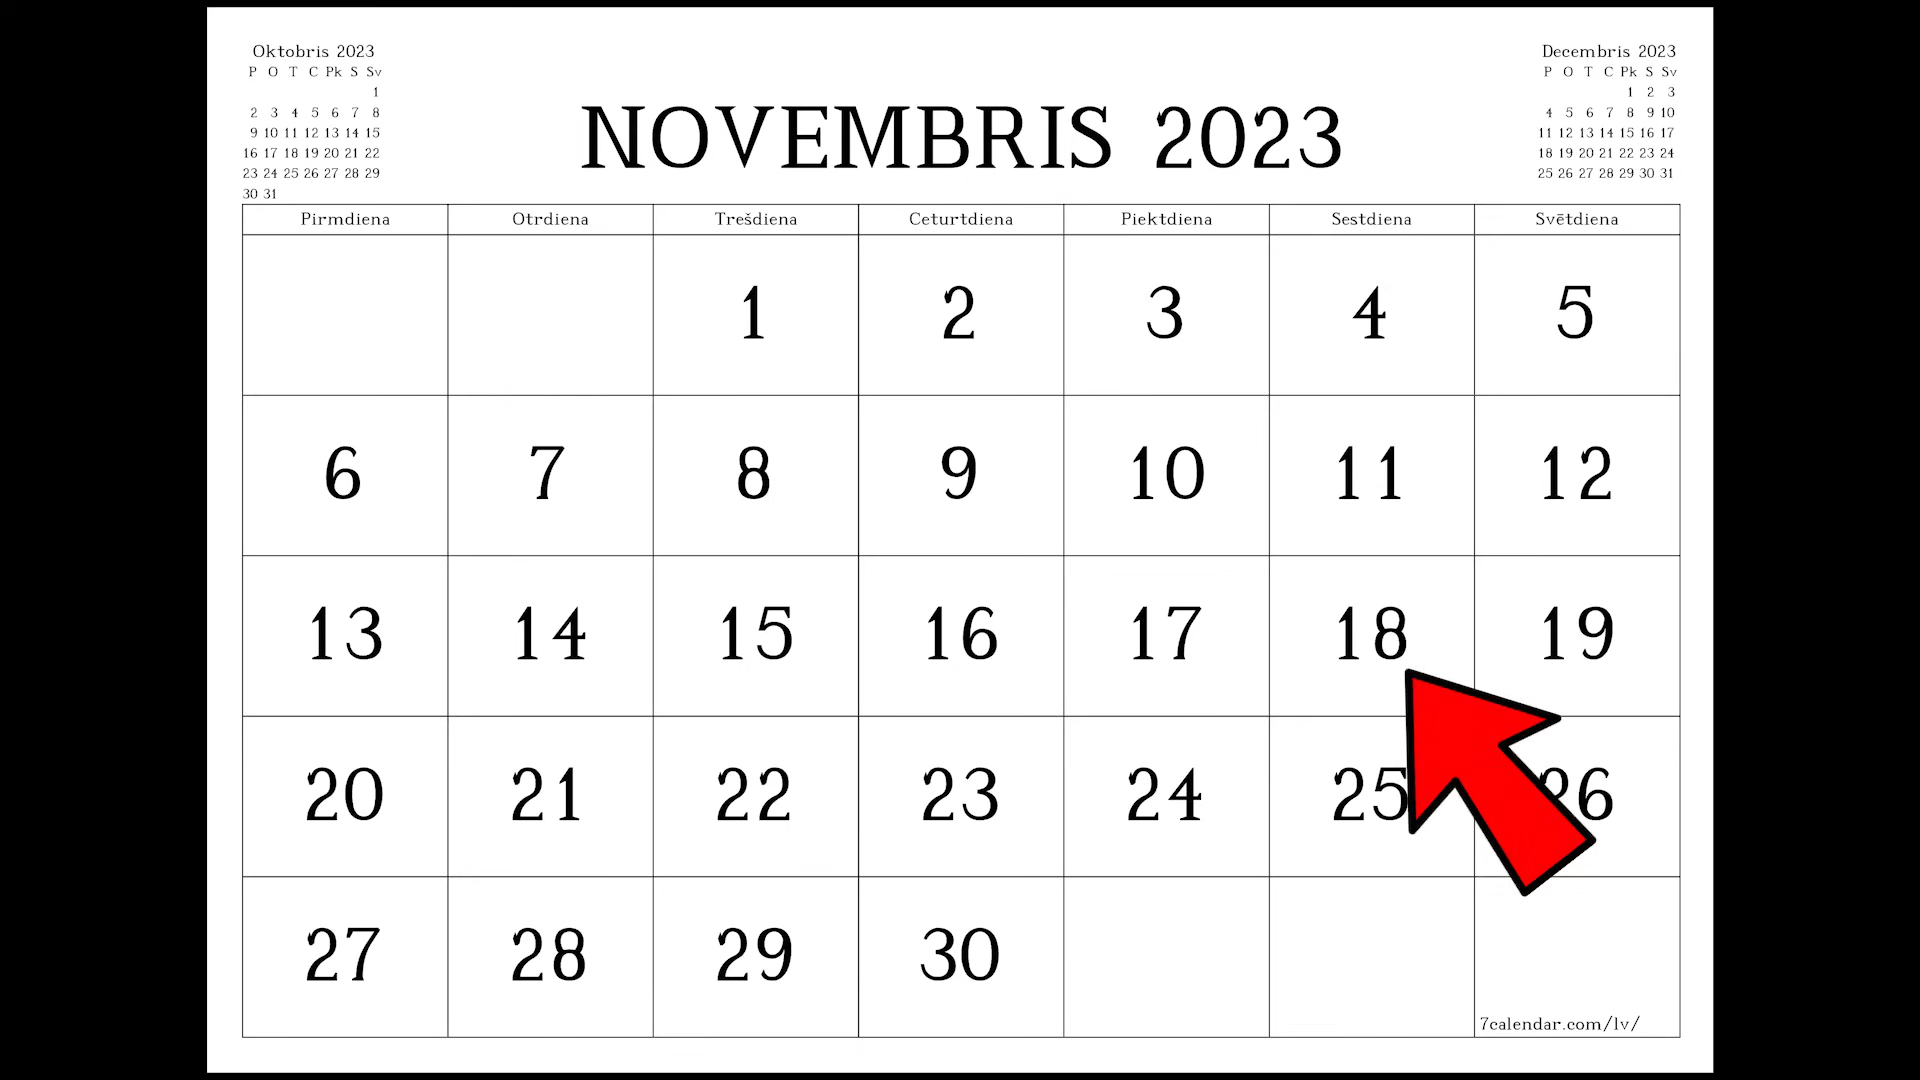 Oktobris 2023
P O T C Pk S Sv
1
2 3 4 5 6 7 8
9 10 11 12 13 14 15
16 17 18 19 20 21 22
23 24 25 26 27 28 29
30 31
NOVEMBRIS 2023
Decembris 2023
P O T C Pk S Sv
1 2 3
4 5 6 7 8 9 10
11 12 13 14 15 16 17
18 19 20 21 22 23 24
25 26 27 28 29 30 31
Pirmdiena Otrdiena Trešdiena Ceturtdiena Piektdiena Sestdiena Svētdiena
1 2 3 4 5
6 7 8 9 10 11 12
13 14 15 16 17 18 19
20 21 22 23 24 25 26
27 28 29 30
7calendar.com/lv/